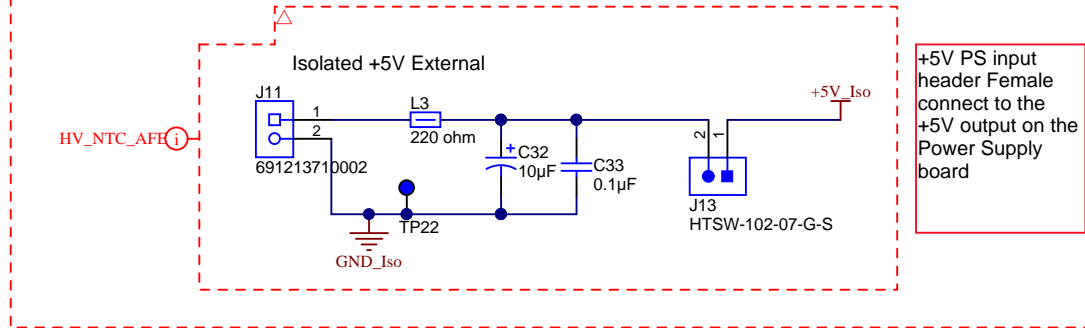 Isolated +5V External
J11
1
2
691213710002
HV_NTC_AFE
i
L3
220 ohm
+
C32
10µF
C33
0.1µF
TP22
GND_Iso
+5V_Iso
2
1
J13
HTSW-102-07-G-S
+5V PS input
header Female
connect to the
+5V output on the
Power Supply
board